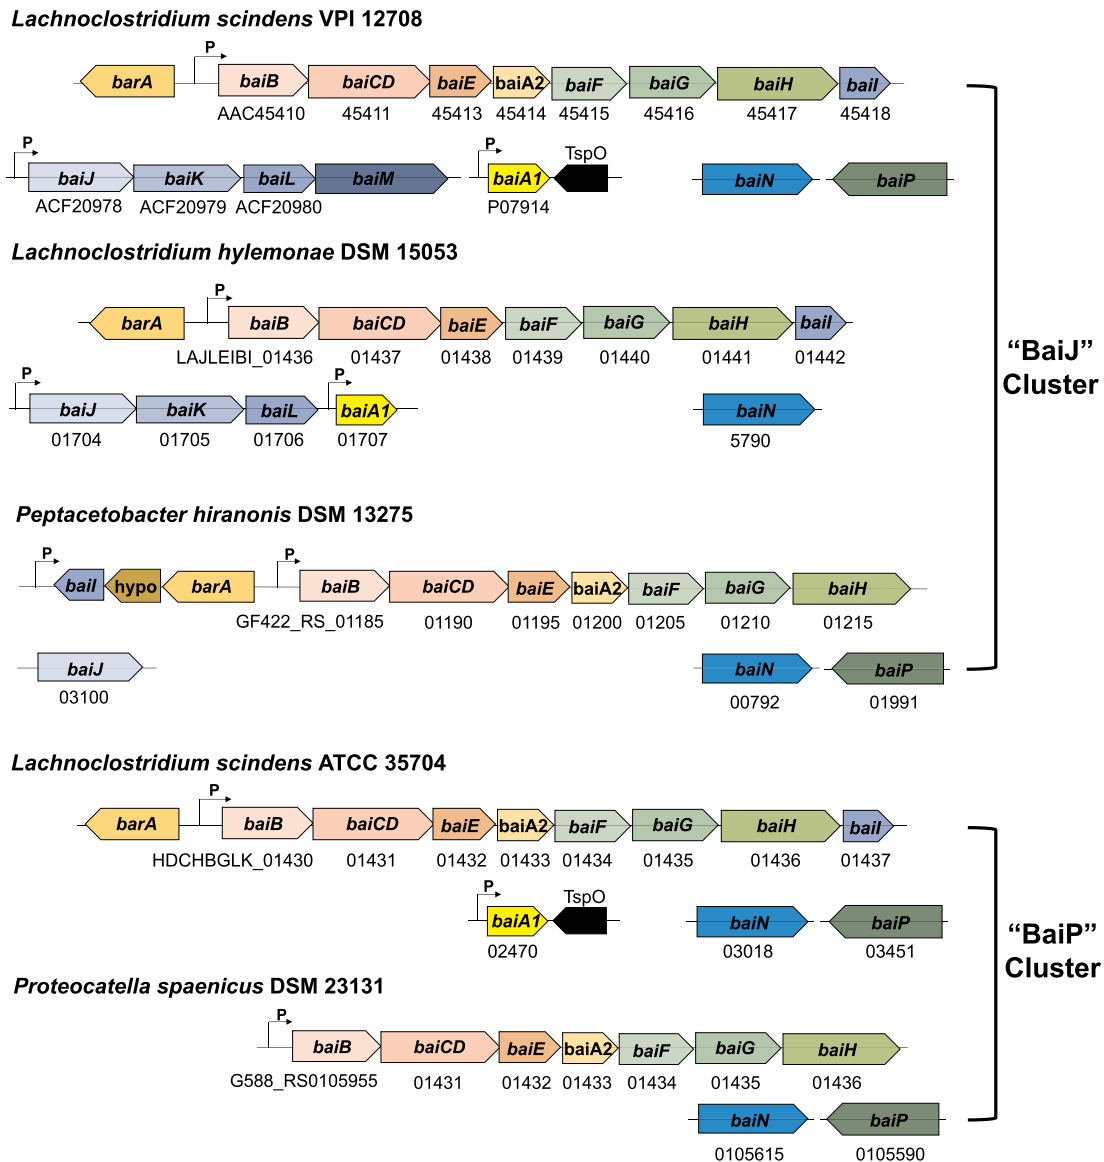 Lachnoclostridium scindens VPI 12708
P
barA baiB baiCD baiE baiA2 baiF baiG baiH baiI
AAC45410 45411 45413 45414 45415 45416 45417 45418
P P TspO
baiJ baiK baiL baiM baiA1 baiN baiP
ACF20978 ACF20979 ACF20980 P07914
Lachnoclostridium hylemonae DSM 15053
P
barA baiB baiCD baiE baiF baiG baiH baiI
LAJLEIBI_01436 01437 01438 01439 01440 01441 01442
P P
baiJ baiK baiL baiA1 baiN
01704 01705 01706 01707 5790
“BaiJ”
Cluster
Peptacetobacter hiranonis DSM 13275
P P
baiI hypo barA baiB baiCD baiE baiA2 baiF baiG baiH
GF422_RS_01185 01190 01195 01200 01205 01210 01215
baiJ baiN baiP
03100 00792 01991
Lachnoclostridium scindens ATCC 35704
P
barA baiB baiCD baiE baiA2 baiF baiG baiH baiI
HDCHBGLK_01430 01431 01432 01433 01434 01435 01436 01437
P TspO
baiA1 baiN baiP
02470 03018 03451
“BaiP”
Cluster
Proteocatella spaenicus DSM 23131
P
baiB baiCD baiE baiA2 baiF baiG baiH
G588_RS0105955 01431 01432 01433 01434 01435 01436
baiN baiP
0105615 0105590